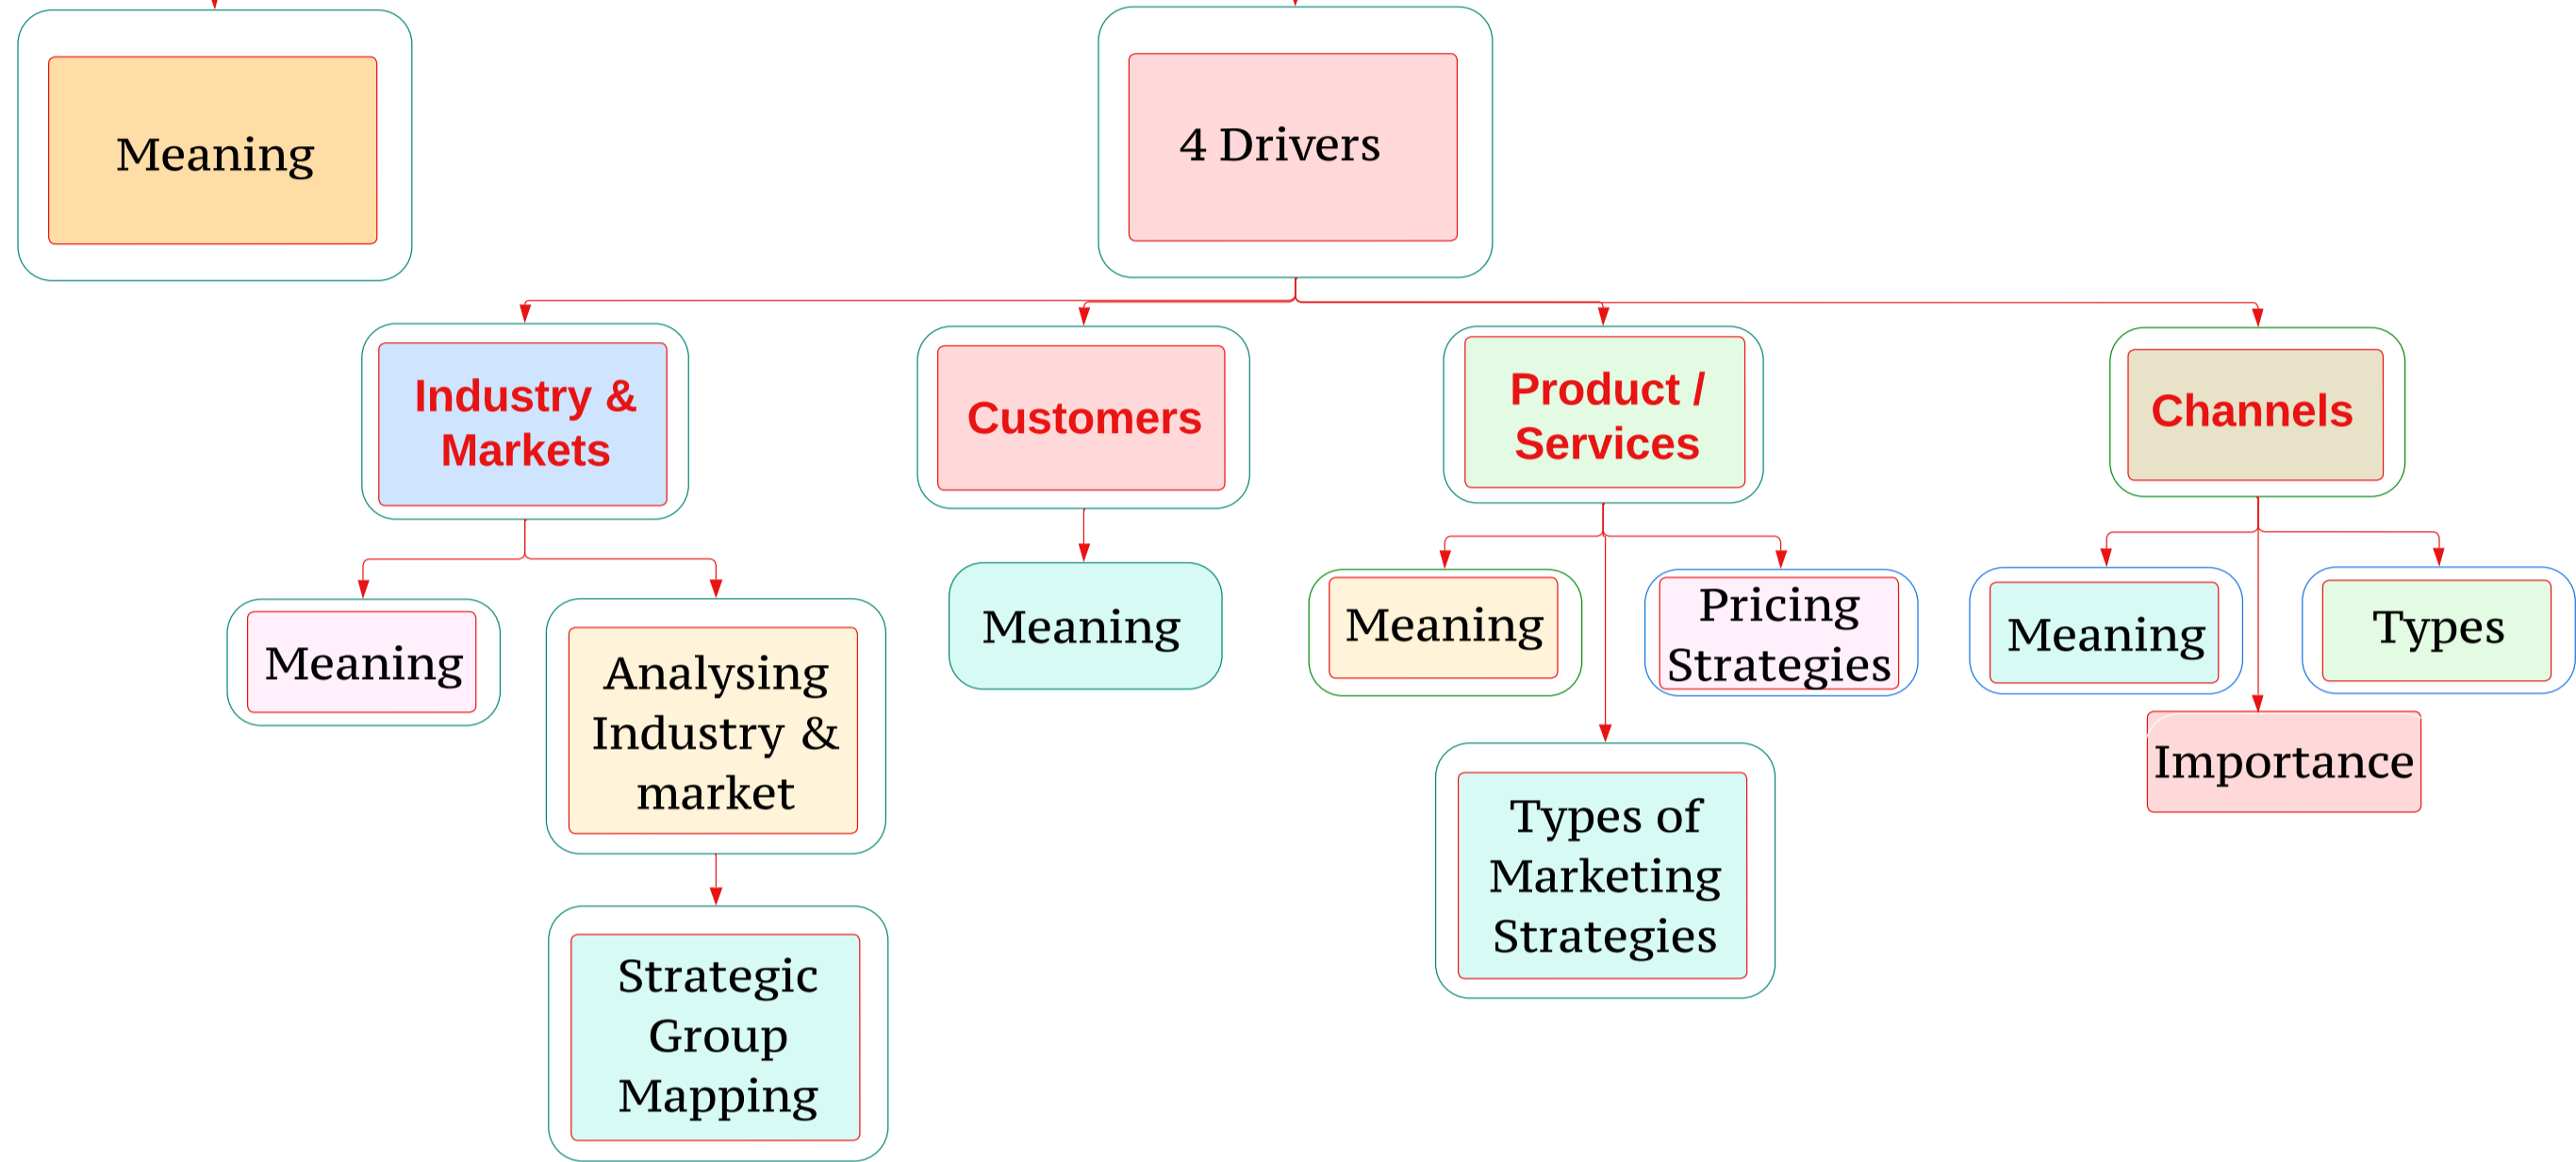 Meaning
4 Drivers
Industry &
Markets
Customers
Product /
Services
Channels
Meaning
Analysing
Industry &
market
Strategic
Group
Mapping
Meaning
Meaning
Pricing
Strategies
Types of
Marketing
Strategies
Meaning
Types
Importance